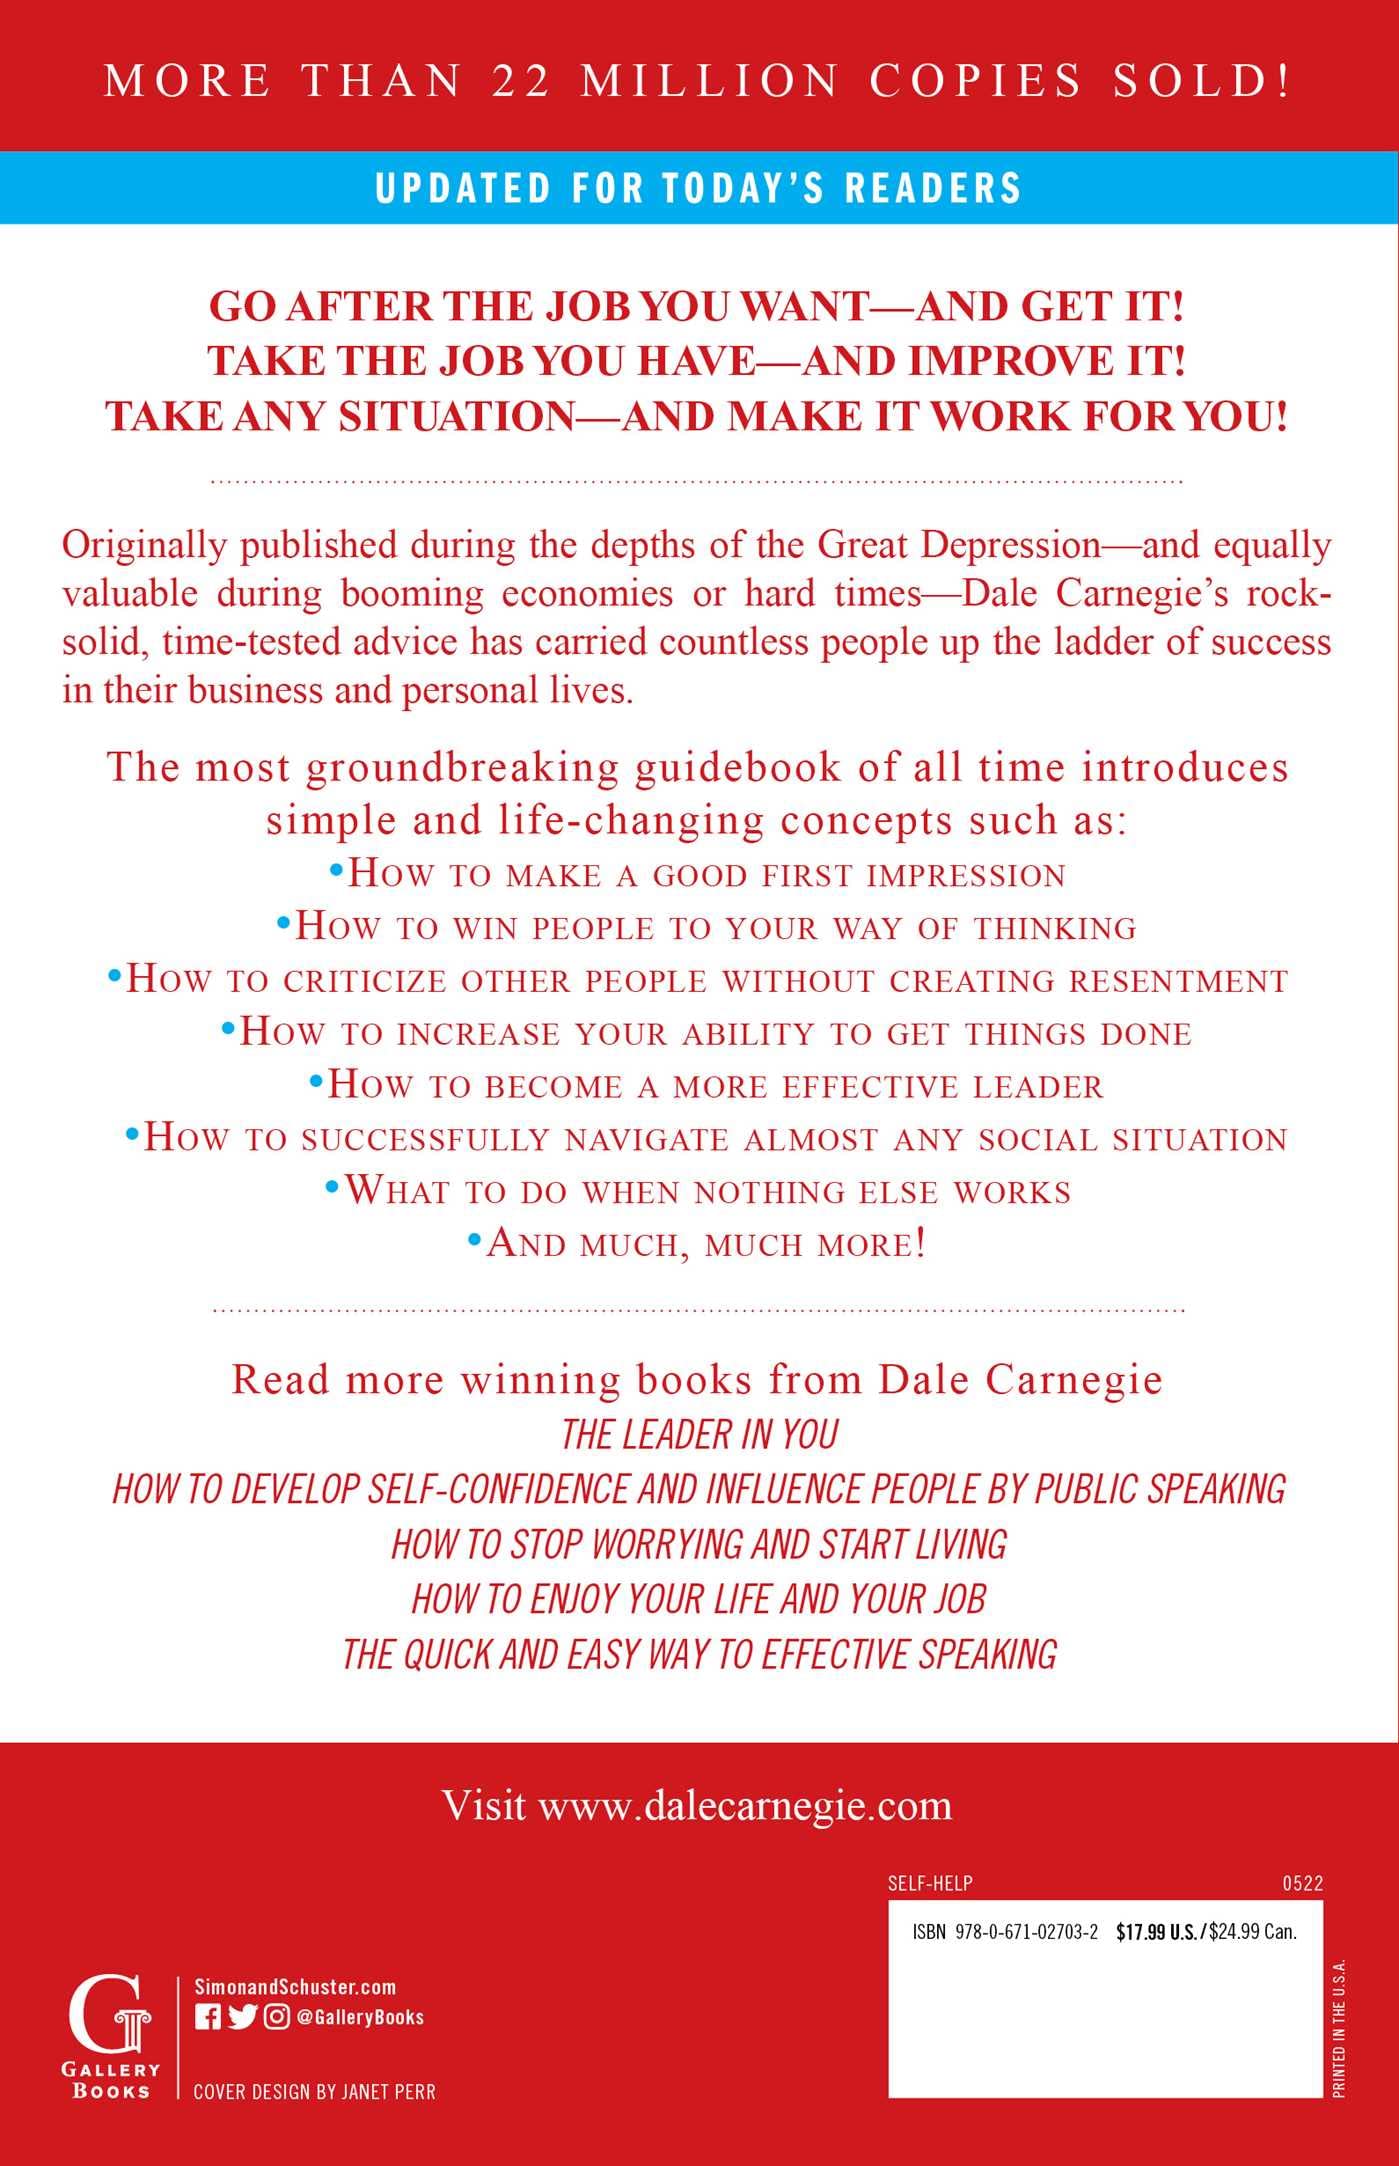 MORE THAN 22 MILLION COPIES SOLD!
UPDATED FOR TODAY’S READERS
GO AFTER THE JOB YOU WANT—AND GET IT!
TAKE THE JOB YOU HAVE—AND IMPROVE IT!
TAKE ANY SITUATION—AND MAKE IT WORK FOR YOU!
Originally published during the depths of the Great Depression—and equally
valuable during booming economies or hard times—Dale Carnegie’s rock-
solid, time-tested advice has carried countless people up the ladder of success
in their business and personal lives.
The most groundbreaking guidebook of all time introduces
simple and life-changing concepts such as:
•How to make a good first impression
•How to win people to your way of thinking
•How to criticize other people without creating resentment
•How to increase your ability to get things done
•How to become a more effective leader
•How to successfully navigate almost any social situation
•What to do when nothing else works
•And much, much more!
Read more winning books from Dale Carnegie
THE LEADER IN YOU
HOW TO DEVELOP SELF-CONFIDENCE AND INFLUENCE PEOPLE BY PUBLIC SPEAKING
HOW TO STOP WORRYING AND START LIVING
HOW TO ENJOY YOUR LIFE AND YOUR JOB
THE QUICK AND EASY WAY TO EFFECTIVE SPEAKING
Visit www.dalecarnegie.com
SELF-HELP 0522
ISBN 978-0-671-02703-2 $17.99 U.S./$24.99 Can.
PRINTED IN THE U.S.A.
G
GALLERY
BOOKS
SimonandSchuster.com
@GalleryBooks
COVER DESIGN BY JANET PERR